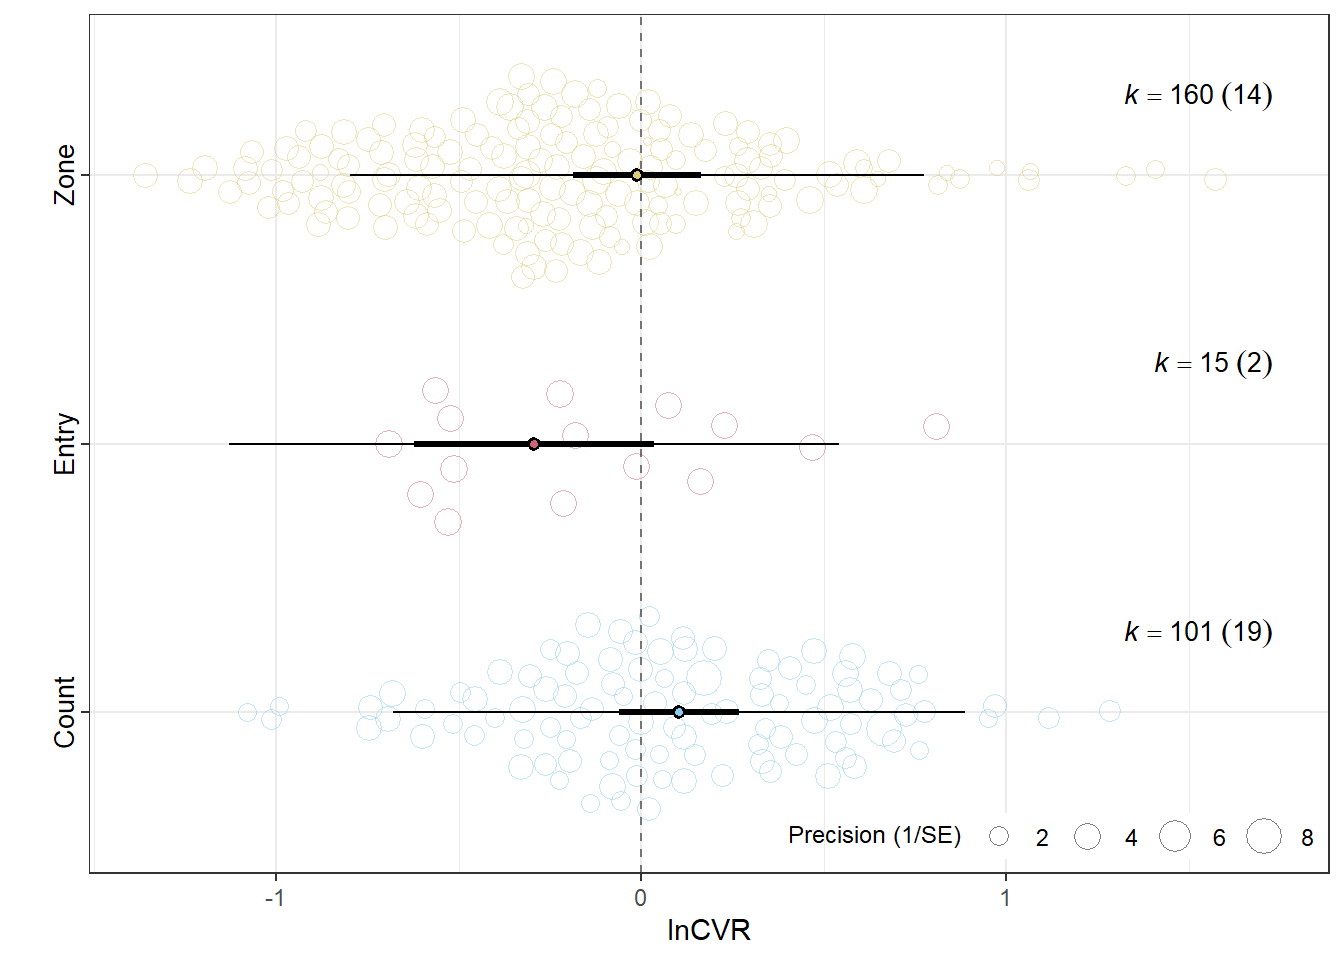 Zone
k = 160 (14)
Entry
k = 15 (2)
Count
k = 101 (19)
Precision (1/SE) 2 4 6 8
-1 0 1
lnCVR